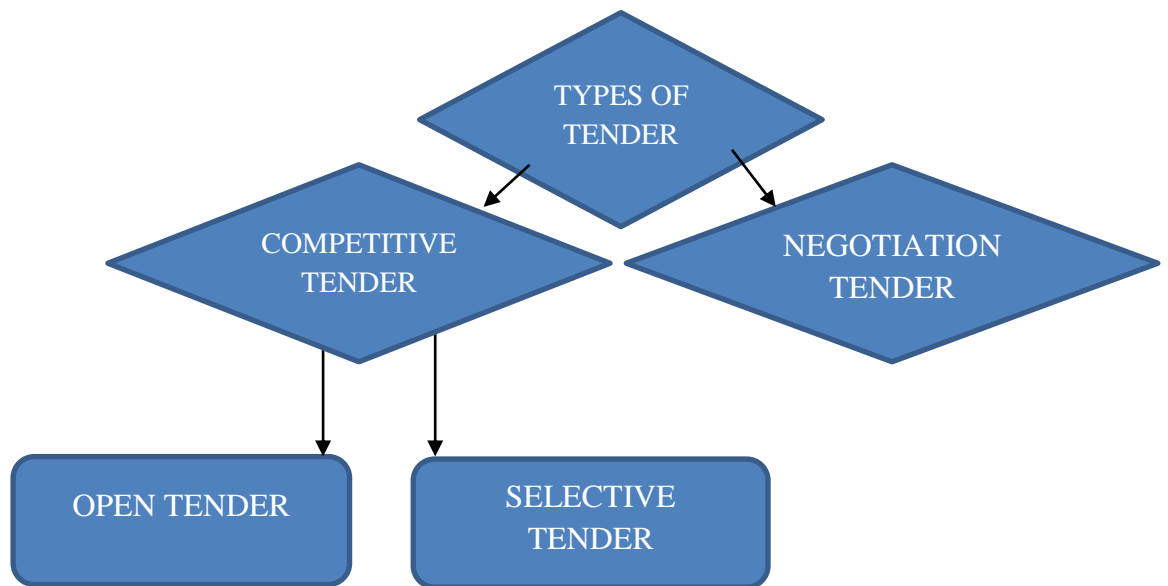 TYPES OF
TENDER
COMPETITIVE
TENDER
NEGOTIATION
TENDER
OPEN TENDER
SELECTIVE
TENDER